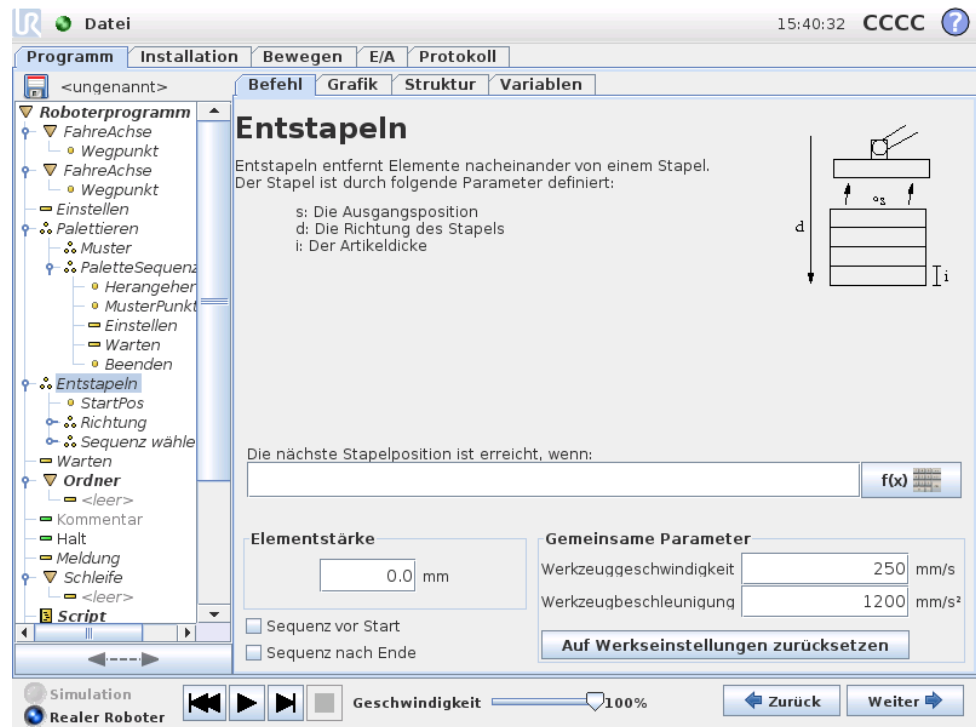 UR Datei 15:40:32 CCCC ?
Programm Installation Bewegen E/A Protokoll
<ungenannt>
Befehl Grafik Struktur Variablen
Roboterprogramm
FahreAchse
Wegpunkt
FahreAchse
Wegpunkt
Einstellen
Palettieren
Muster
PaletteSequenz
Herangeher
MusterPunkt
Einstellen
Warten
Beenden
Entstapeln
StartPos
Richtung
Sequenz wähle
Warten
Ordner
<leer>
Kommentar
Halt
Meldung
Schleife
<leer>
Script
Entstapeln
Entstapeln entfernt Elemente nacheinander von einem Stapel.
Der Stapel ist durch folgende Parameter definiert:
s: Die Ausgangsposition
d: Die Richtung des Stapels
i: Der Artikeldicke
s
d
i
Die nächste Stapelposition ist erreicht, wenn:
f(x)
Elementstärke
0.0 mm
Sequenz vor Start
Sequenz nach Ende
Gemeinsame Parameter
Werkzeuggeschwindigkeit 250 mm/s
Werkzeugbeschleunigung 1200 mm/s²
Auf Werkseinstellungen zurücksetzen
Simulation
Realer Roboter
Geschwindigkeit 100%
Zurück Weiter